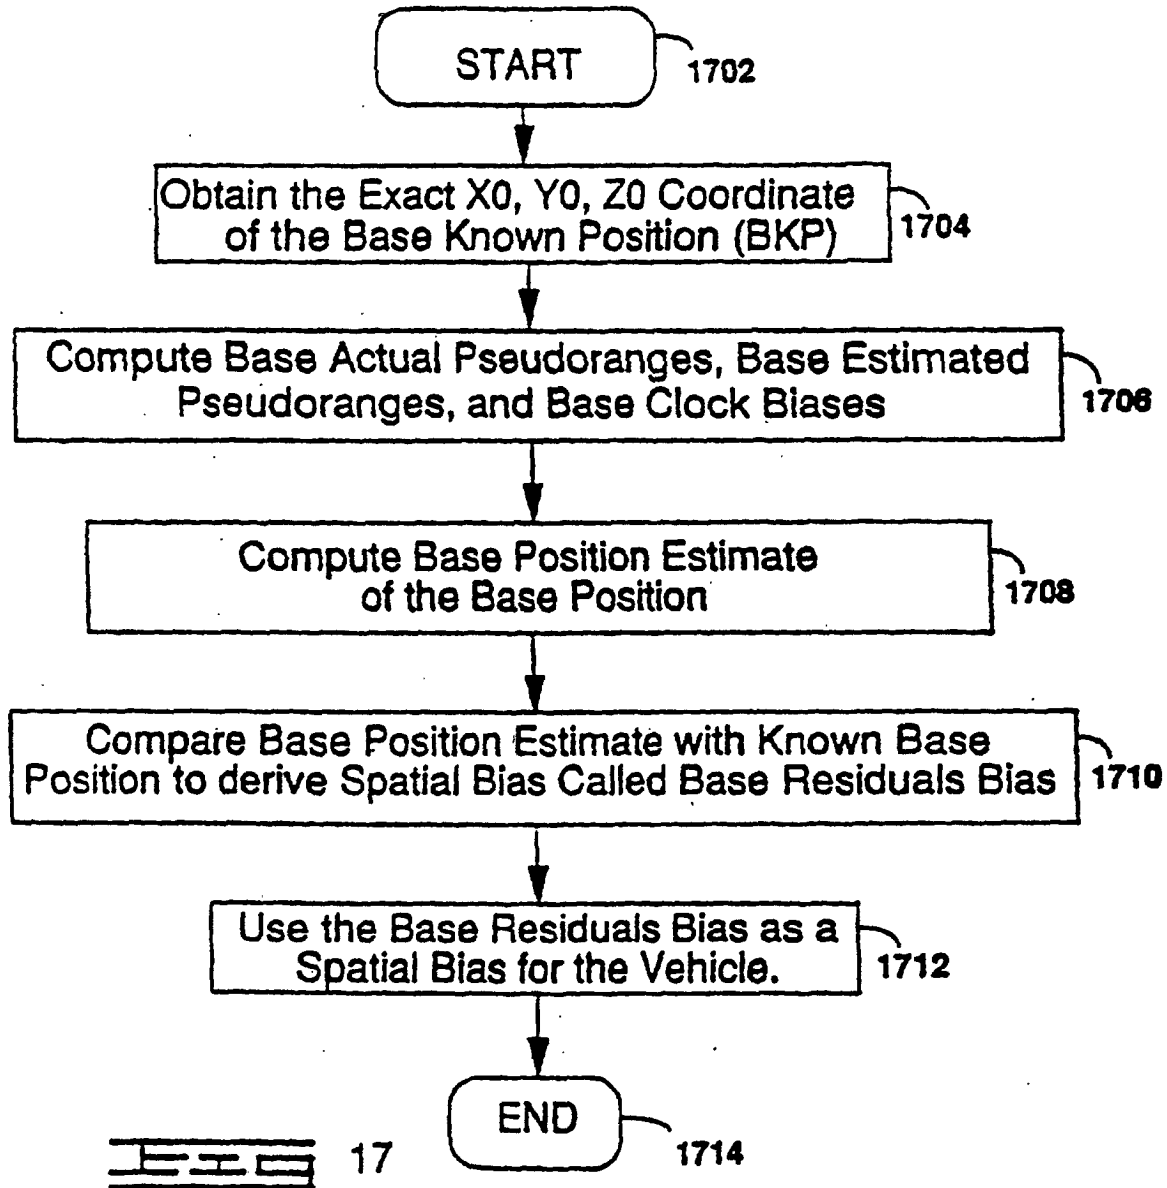 START
1702
Obtain the Exact X0, Y0, Z0 Coordinate
of the Base Known Position (BKP)
1704
Compute Base Actual Pseudoranges, Base Estimated
Pseudoranges, and Base Clock Biases
1706
Compute Base Position Estimate
of the Base Position
1708
Compare Base Position Estimate with Known Base
Position to derive Spatial Bias Called Base Residuals Bias
1710
Use the Base Residuals Bias as a
Spatial Bias for the Vehicle.
1712
END
1714
FIG 17